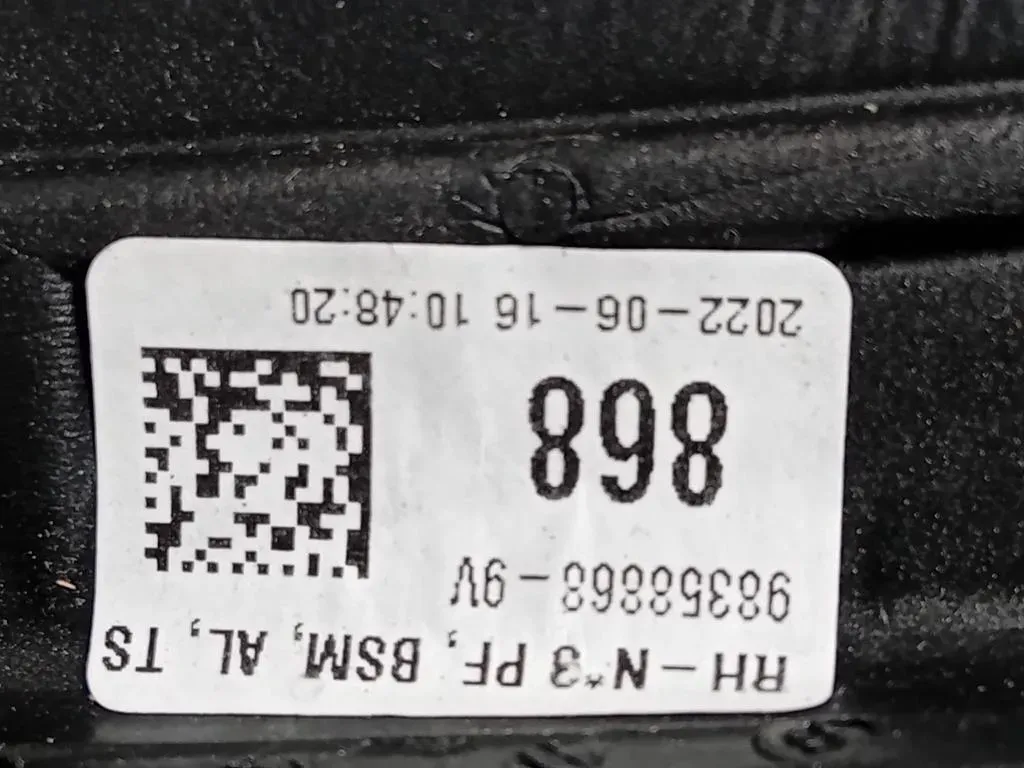 RH-N*3 PF, BSM, AL, TS
98358868-9V
868
2022-06-16 10:48:20